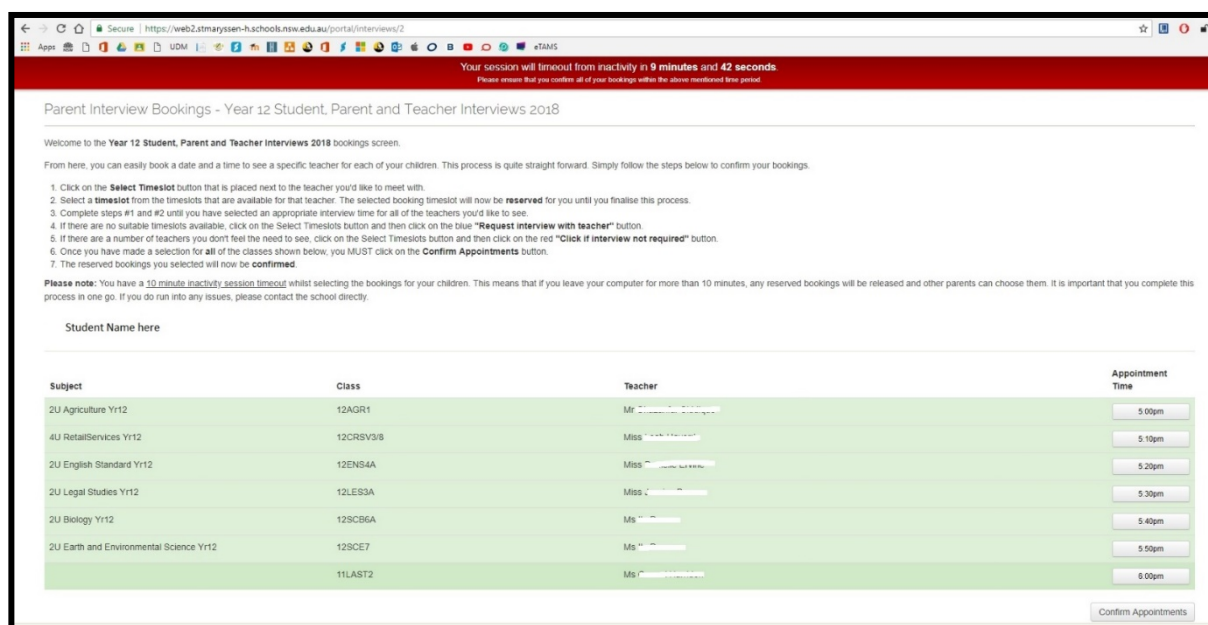 Secure | https://web2.stmaryssen-h.schools.nsw.edu.au/portal/interviews/2
Apps UDM B eTAMS
Your session will timeout from inactivity in 9 minutes and 42 seconds.
Please ensure that you confirm all of your bookings within the above mentioned time period.
Parent Interview Bookings - Year 12 Student, Parent and Teacher Interviews 2018
Welcome to the Year 12 Student, Parent and Teacher Interviews 2018 bookings screen.
From here, you can easily book a date and a time to see a specific teacher for each of your children. This process is quite straight forward. Simply follow the steps below to confirm your bookings.
1. Click on the Select Timeslot button that is placed next to the teacher you'd like to meet with.
2. Select a timeslot from the timeslots that are available for that teacher. The selected booking timeslot will now be reserved for you until you finalise this process.
3. Complete steps #1 and #2 until you have selected an appropriate interview time for all of the teachers you'd like to see.
4. If there are no suitable timeslots available, click on the Select Timeslots button and then click on the blue "Request interview with teacher" button.
5. If there are a number of teachers you don't feel the need to see, click on the Select Timeslots button and then click on the red "Click if interview not required" button.
6. Once you have made a selection for all of the classes shown below, you MUST click on the Confirm Appointments button.
7. The reserved bookings you selected will now be confirmed.
Please note: You have a 10 minute inactivity session timeout whilst selecting the bookings for your children. This means that if you leave your computer for more than 10 minutes, any reserved bookings will be released and other parents can choose them. It is important that you complete this
process in one go. If you do run into any issues, please contact the school directly.
Student Name here
Subject Class Teacher Appointment Time
2U Agriculture Yr12 12AGR1 Mr 5:00pm
4U RetailServices Yr12 12CRSV3/8 Miss 5:10pm
2U English Standard Yr12 12ENS4A Miss 5:20pm
2U Legal Studies Yr12 12LES3A Miss 5:30pm
2U Biology Yr12 12SCB6A Ms 5:40pm
2U Earth and Environmental Science Yr12 12SCE7 Ms 5:50pm
11LAST2 Ms 6:00pm
Confirm Appointments